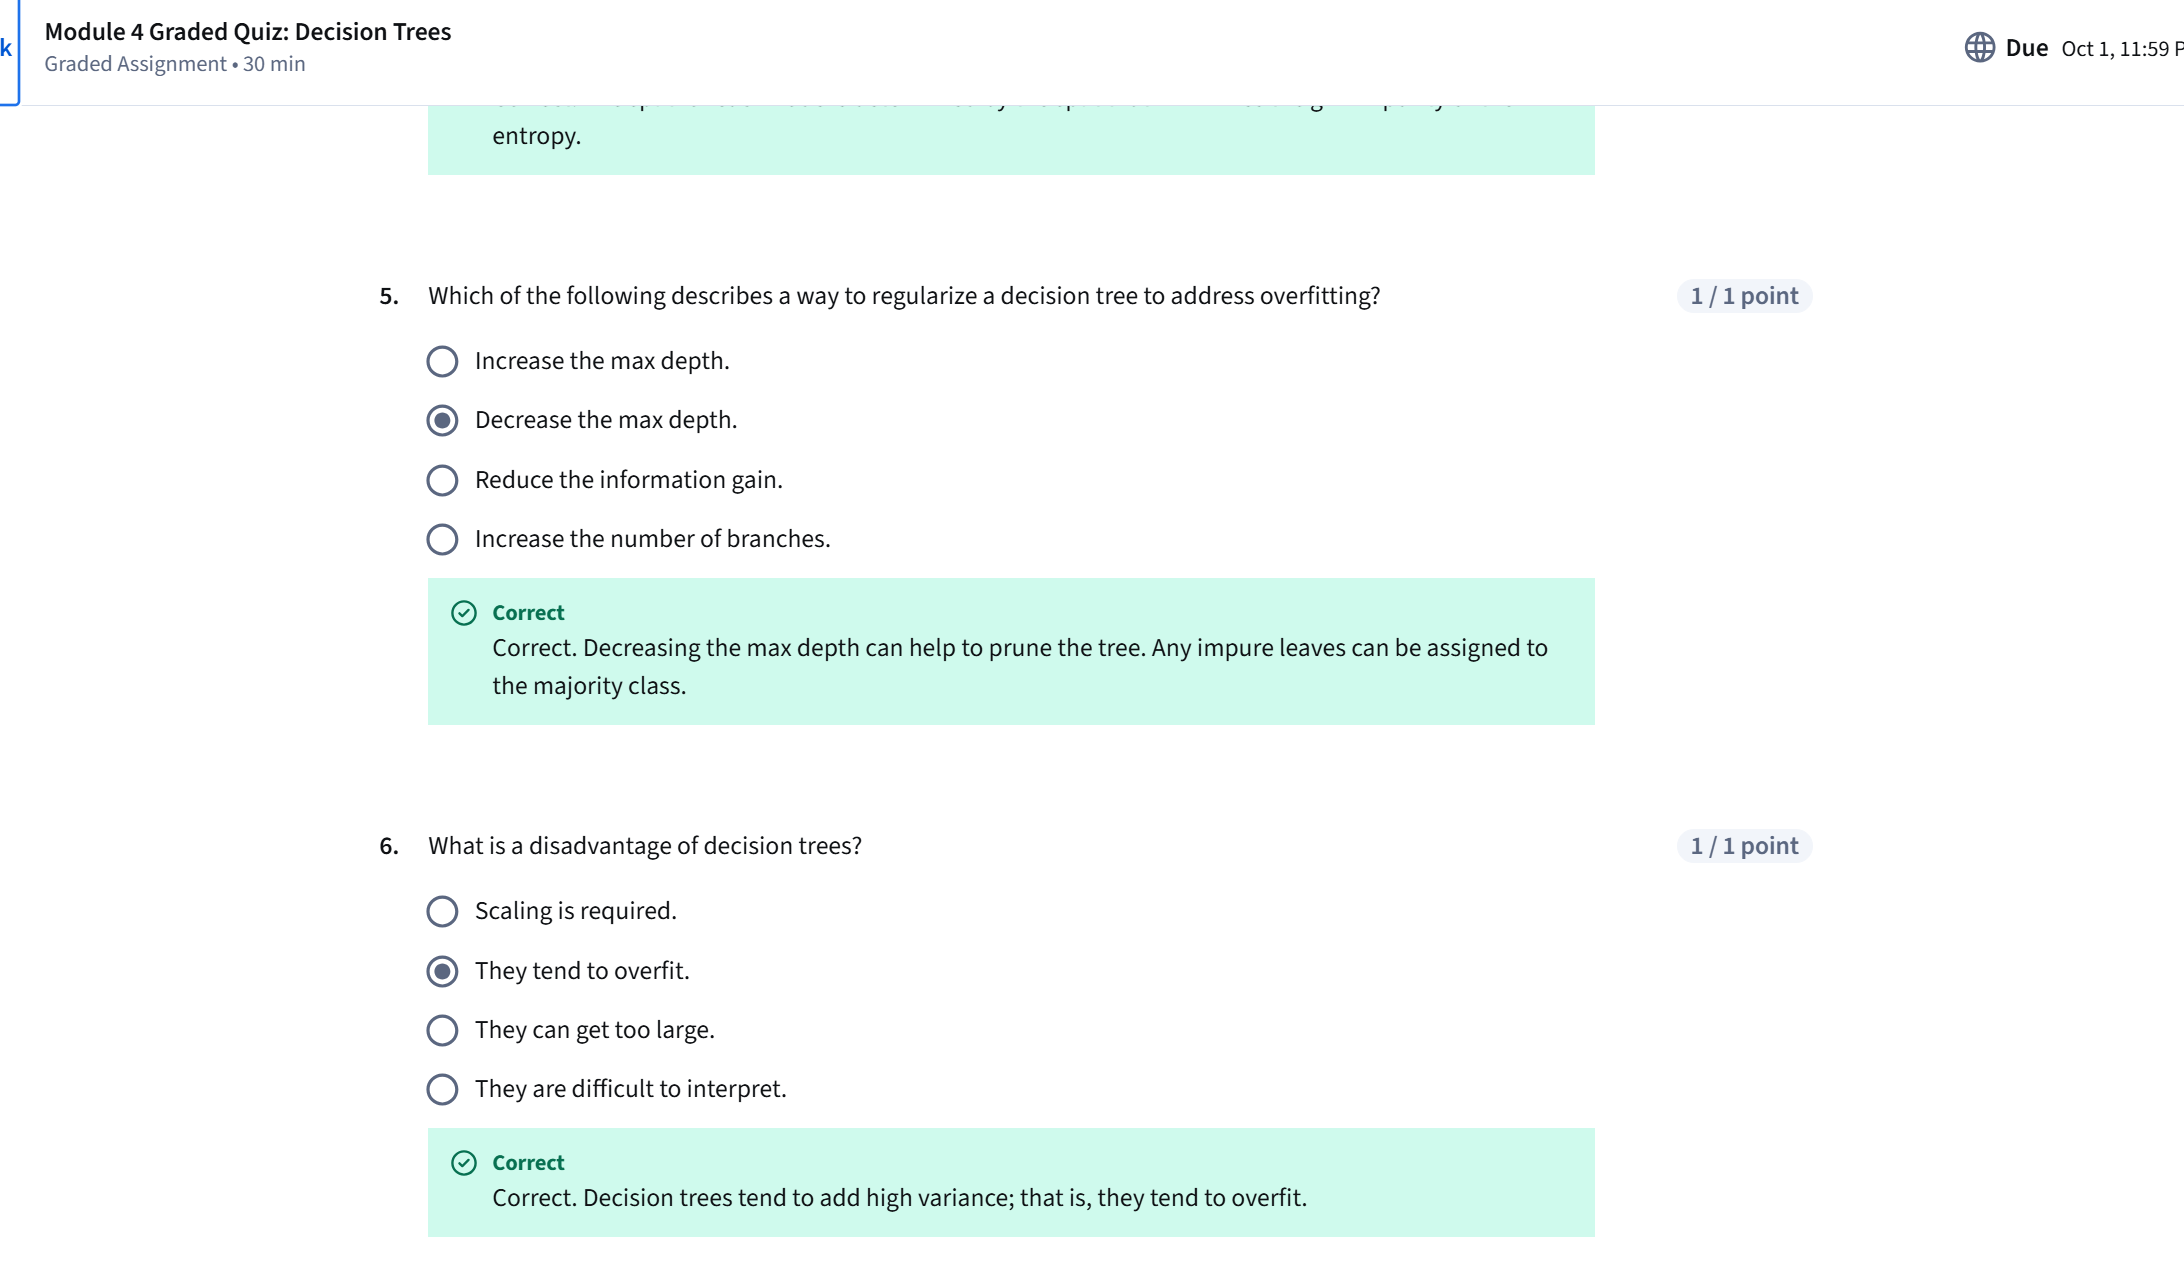 k
Module 4 Graded Quiz: Decision Trees
Graded Assignment • 30 min
Due Oct 1, 11:59 P
entropy.
5. Which of the following describes a way to regularize a decision tree to address overfitting? 1 / 1 point
Increase the max depth.
Decrease the max depth.
Reduce the information gain.
Increase the number of branches.
Correct
Correct. Decreasing the max depth can help to prune the tree. Any impure leaves can be assigned to
the majority class.
6. What is a disadvantage of decision trees? 1 / 1 point
Scaling is required.
They tend to overfit.
They can get too large.
They are difficult to interpret.
Correct
Correct. Decision trees tend to add high variance; that is, they tend to overfit.